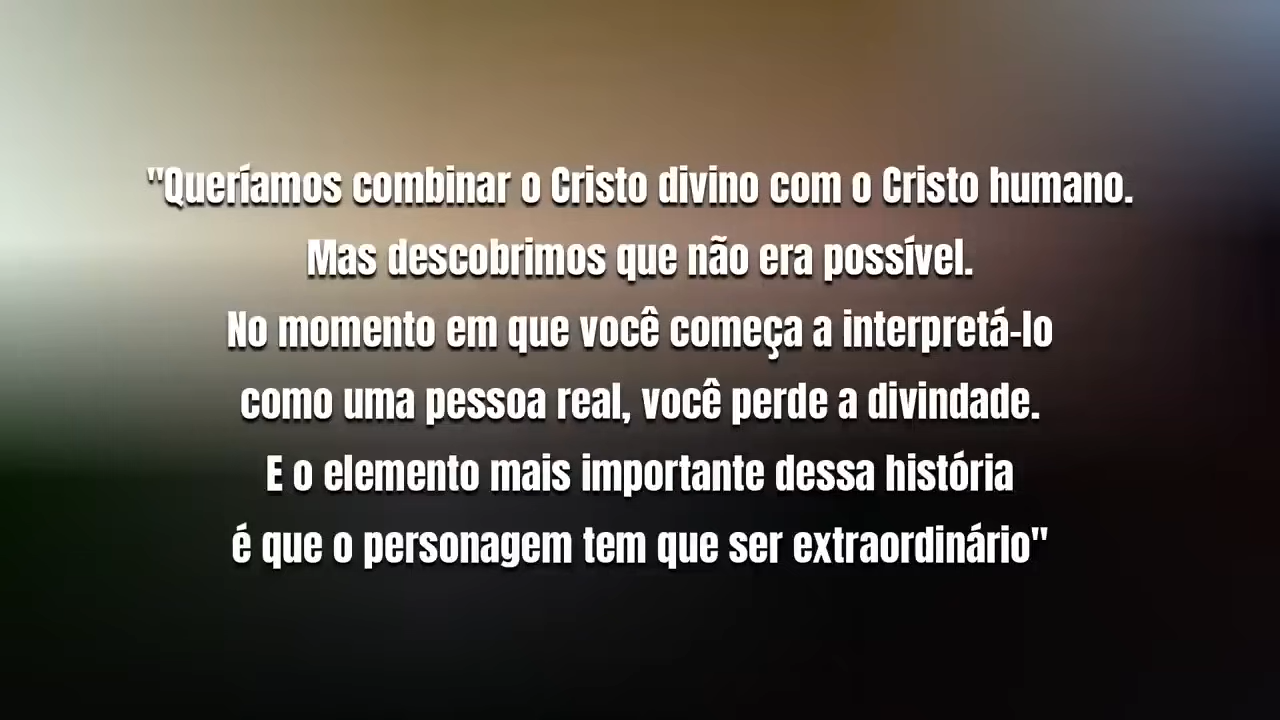 "Queríamos combinar o Cristo divino com o Cristo humano.
Mas descobrimos que não era possível.
No momento em que você começa a interpretá-lo
como uma pessoa real, você perde a divindade.
E o elemento mais importante dessa história
é que o personagem tem que ser extraordinário"